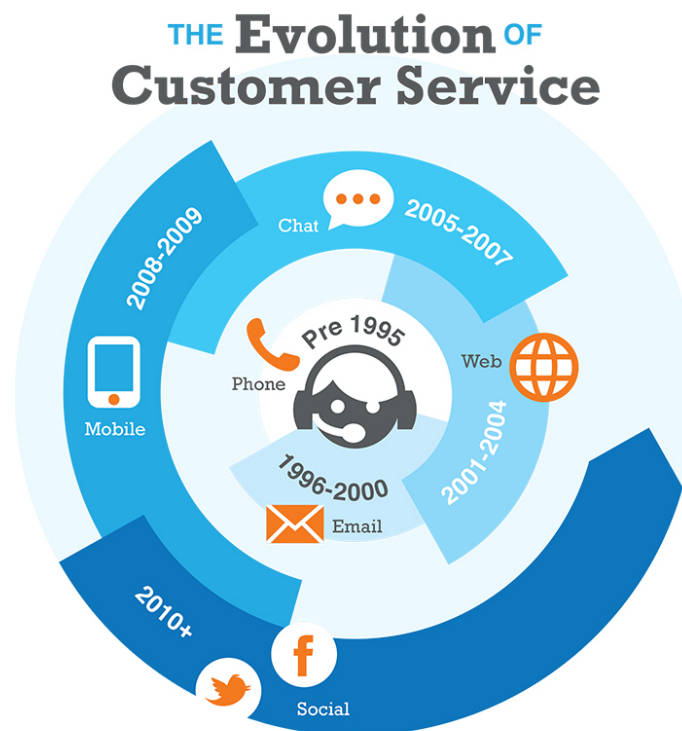 THE Evolution OF
Customer Service
Pre 1995
Phone
1996-2000
Email
2001-2004
Web
2005-2007
Chat
2008-2009
Mobile
2010+
Social